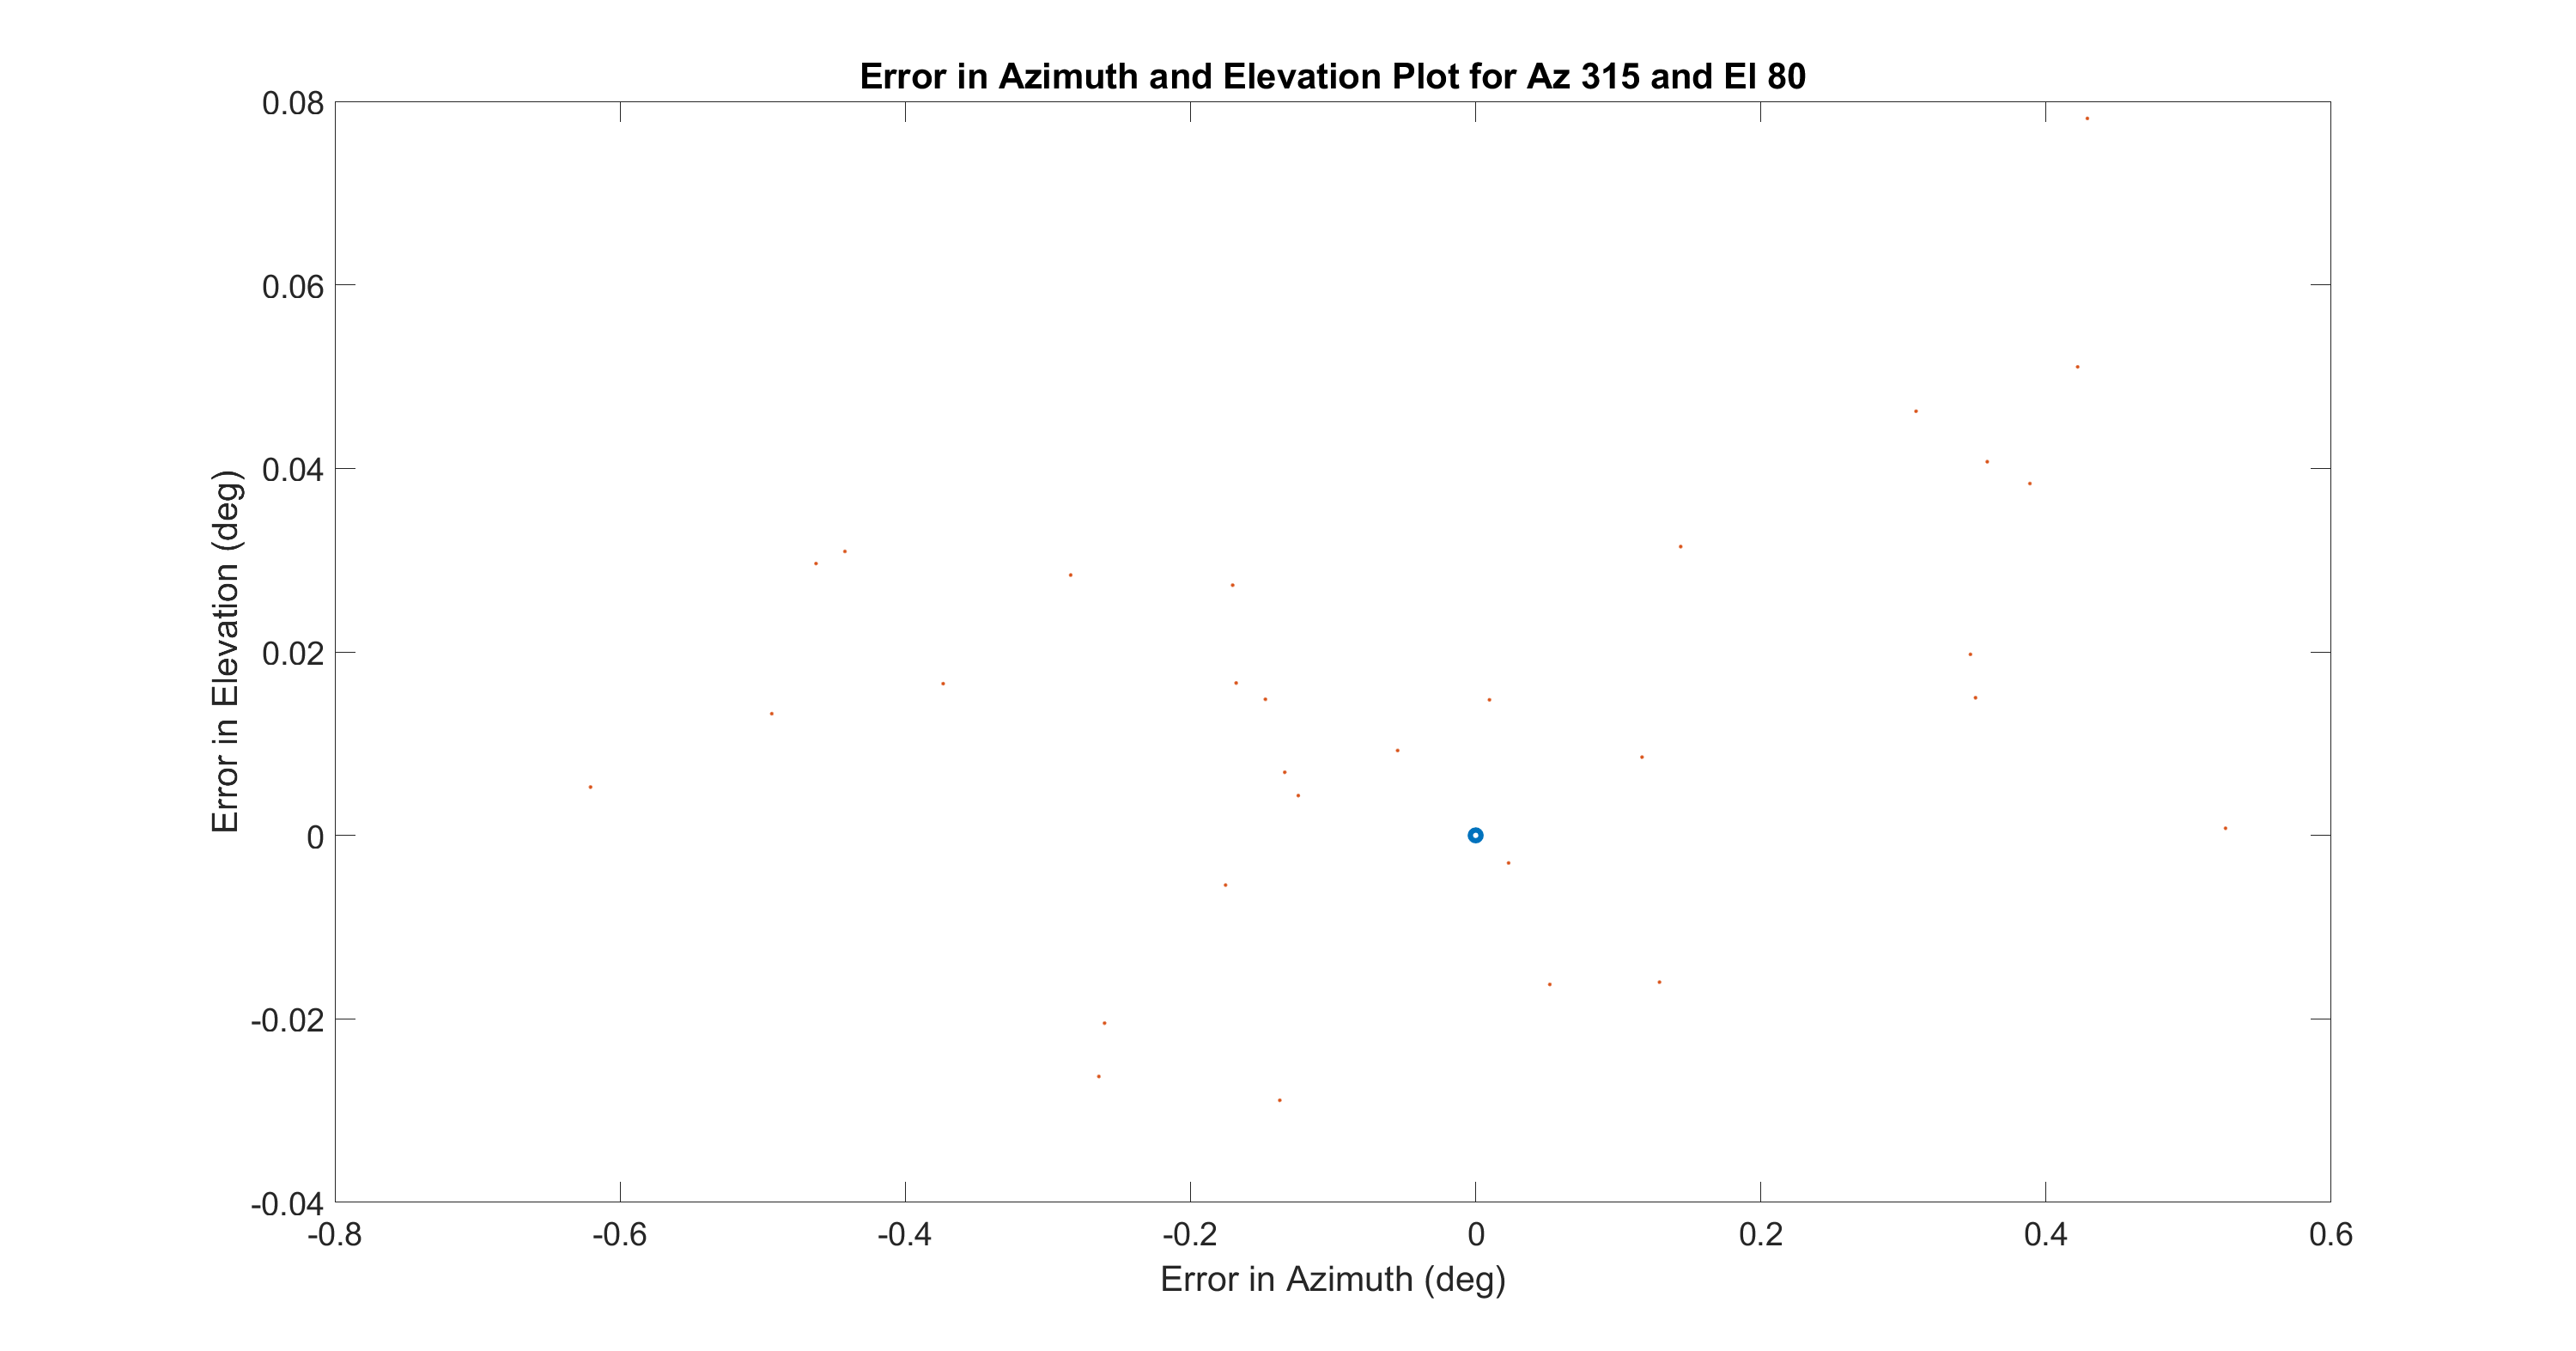 Error in Azimuth and Elevation Plot for Az 315 and El 80
0.08
0.06
0.04
0.02
0
-0.02
-0.04
Error in Elevation (deg)
-0.8 -0.6 -0.4 -0.2 0 0.2 0.4 0.6
Error in Azimuth (deg)